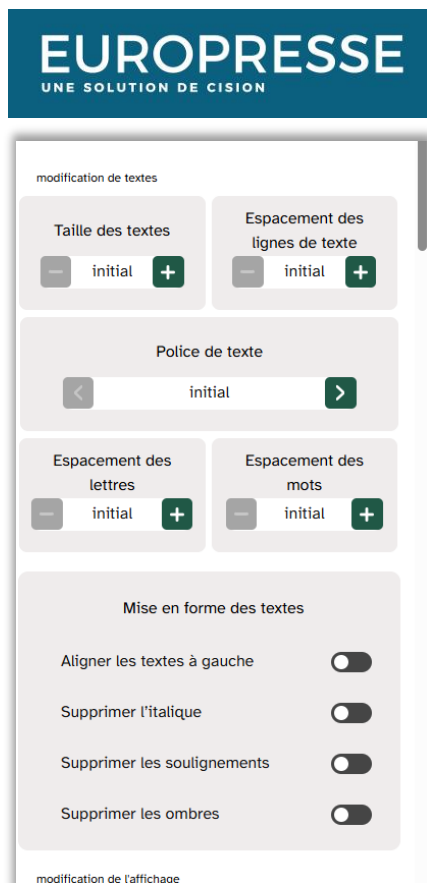 EUROPRESSE
UNE SOLUTION DE CISION
modification de textes
Taille des textes
initial
Espacement des
lignes de texte
initial
Police de texte
initial
Espacement des
lettres
initial
Espacement des
mots
initial
Mise en forme des textes
Aligner les textes à gauche
Supprimer l’italique
Supprimer les soulignements
Supprimer les ombres
modification de l'affichage